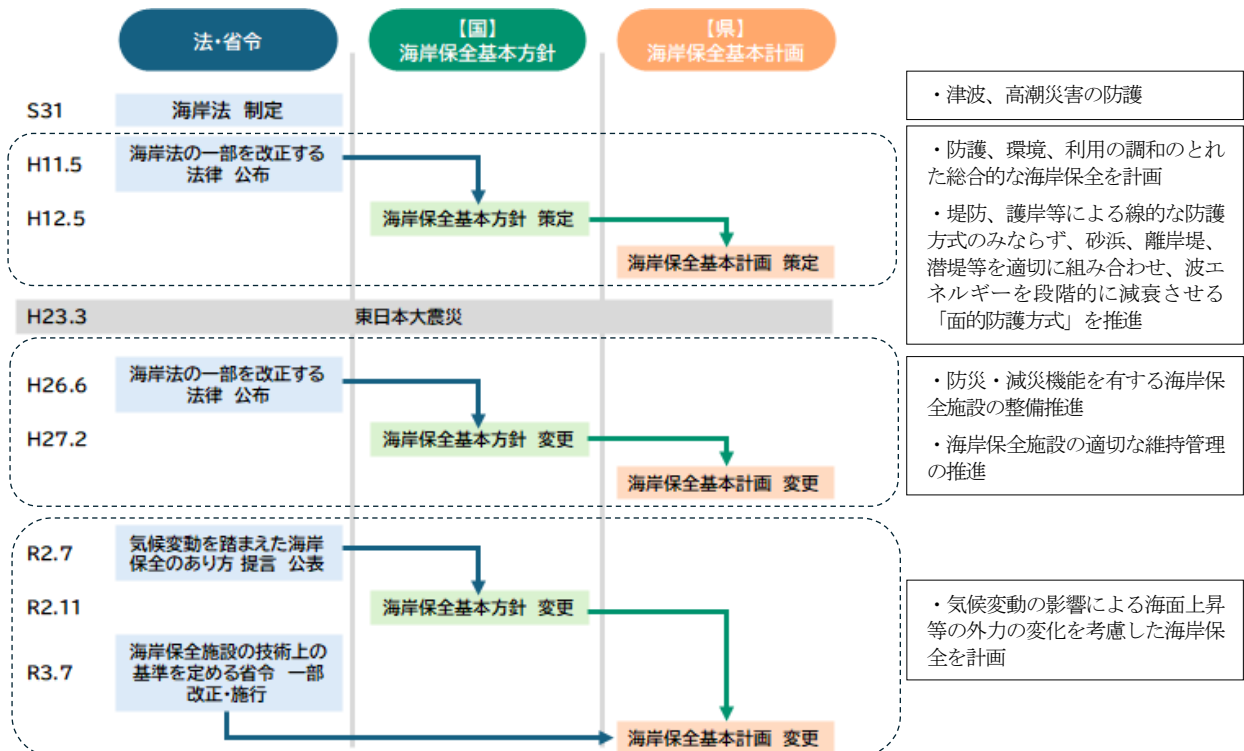 法・省令
【国】
海岸保全基本方針
【県】
海岸保全基本計画
S31
海岸法 制定
・津波、高潮災害の防護
H11.5
海岸法の一部を改正する
法律 公布
H12.5
海岸保全基本方針 策定
海岸保全基本計画 策定
・防護、環境、利用の調和のとれ
た総合的な海岸保全を計画
・堤防、護岸等による線的な防護
方式のみならず、砂浜、離岸堤、
潜堤等を適切に組み合わせ、波エ
ネルギーを段階的に減衰させる
「面的防護方式」を推進
H23.3
東日本大震災
H26.6
海岸法の一部を改正する
法律 公布
H27.2
海岸保全基本方針 変更
海岸保全基本計画 変更
・防災・減災機能を有する海岸保
全施設の整備推進
・海岸保全施設の適切な維持管理
の推進
R2.7
気候変動を踏まえた海岸
保全のあり方 提言 公表
R2.11
海岸保全基本方針 変更
R3.7
海岸保全施設の技術上の
基準を定める省令 一部
改正・施行
海岸保全基本計画 変更
・気候変動の影響による海面上昇
等の外力の変化を考慮した海岸保
全を計画